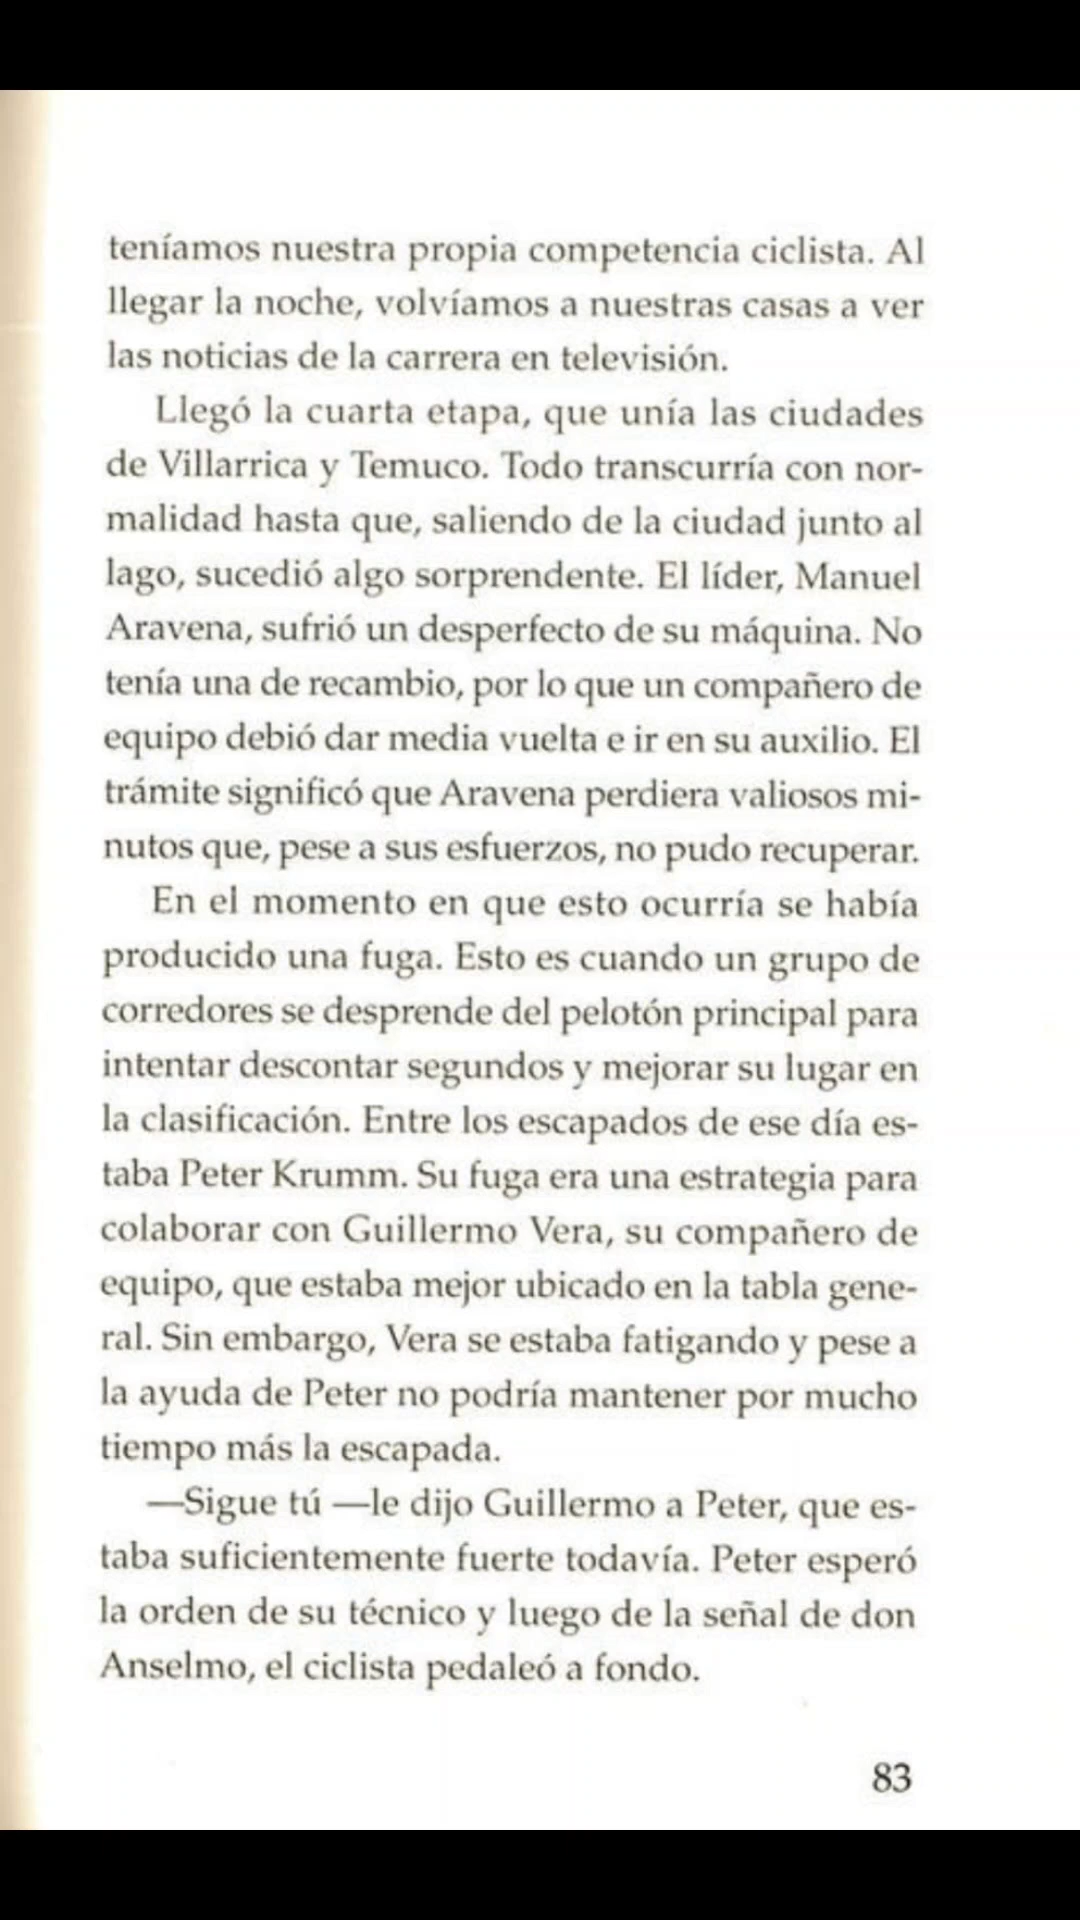 teníamos nuestra propia competencia ciclista. Al
llegar la noche, volvíamos a nuestras casas a ver
las noticias de la carrera en televisión.
Llegó la cuarta etapa, que unía las ciudades
de Villarrica y Temuco. Todo transcurría con nor-
malidad hasta que, saliendo de la ciudad junto al
lago, sucedió algo sorprendente. El líder, Manuel
Aravena, sufrió un desperfecto de su máquina. No
tenía una de recambio, por lo que un compañero de
equipo debió dar media vuelta e ir en su auxilio. El
trámite significó que Aravena perdiera valiosos mi-
nutos que, pese a sus esfuerzos, no pudo recuperar.
En el momento en que esto ocurría se había
producido una fuga. Esto es cuando un grupo de
corredores se desprende del pelotón principal para
intentar descontar segundos y mejorar su lugar en
la clasificación. Entre los escapados de ese día es-
taba Peter Krumm. Su fuga era una estrategia para
colaborar con Guillermo Vera, su compañero de
equipo, que estaba mejor ubicado en la tabla gene-
ral. Sin embargo, Vera se estaba fatigando y pese a
la ayuda de Peter no podría mantener por mucho
tiempo más la escapada.
—Sigue tú —le dijo Guillermo a Peter, que es-
taba suficientemente fuerte todavía. Peter esperó
la orden de su técnico y luego de la señal de don
Anselmo, el ciclista pedaleó a fondo.
83